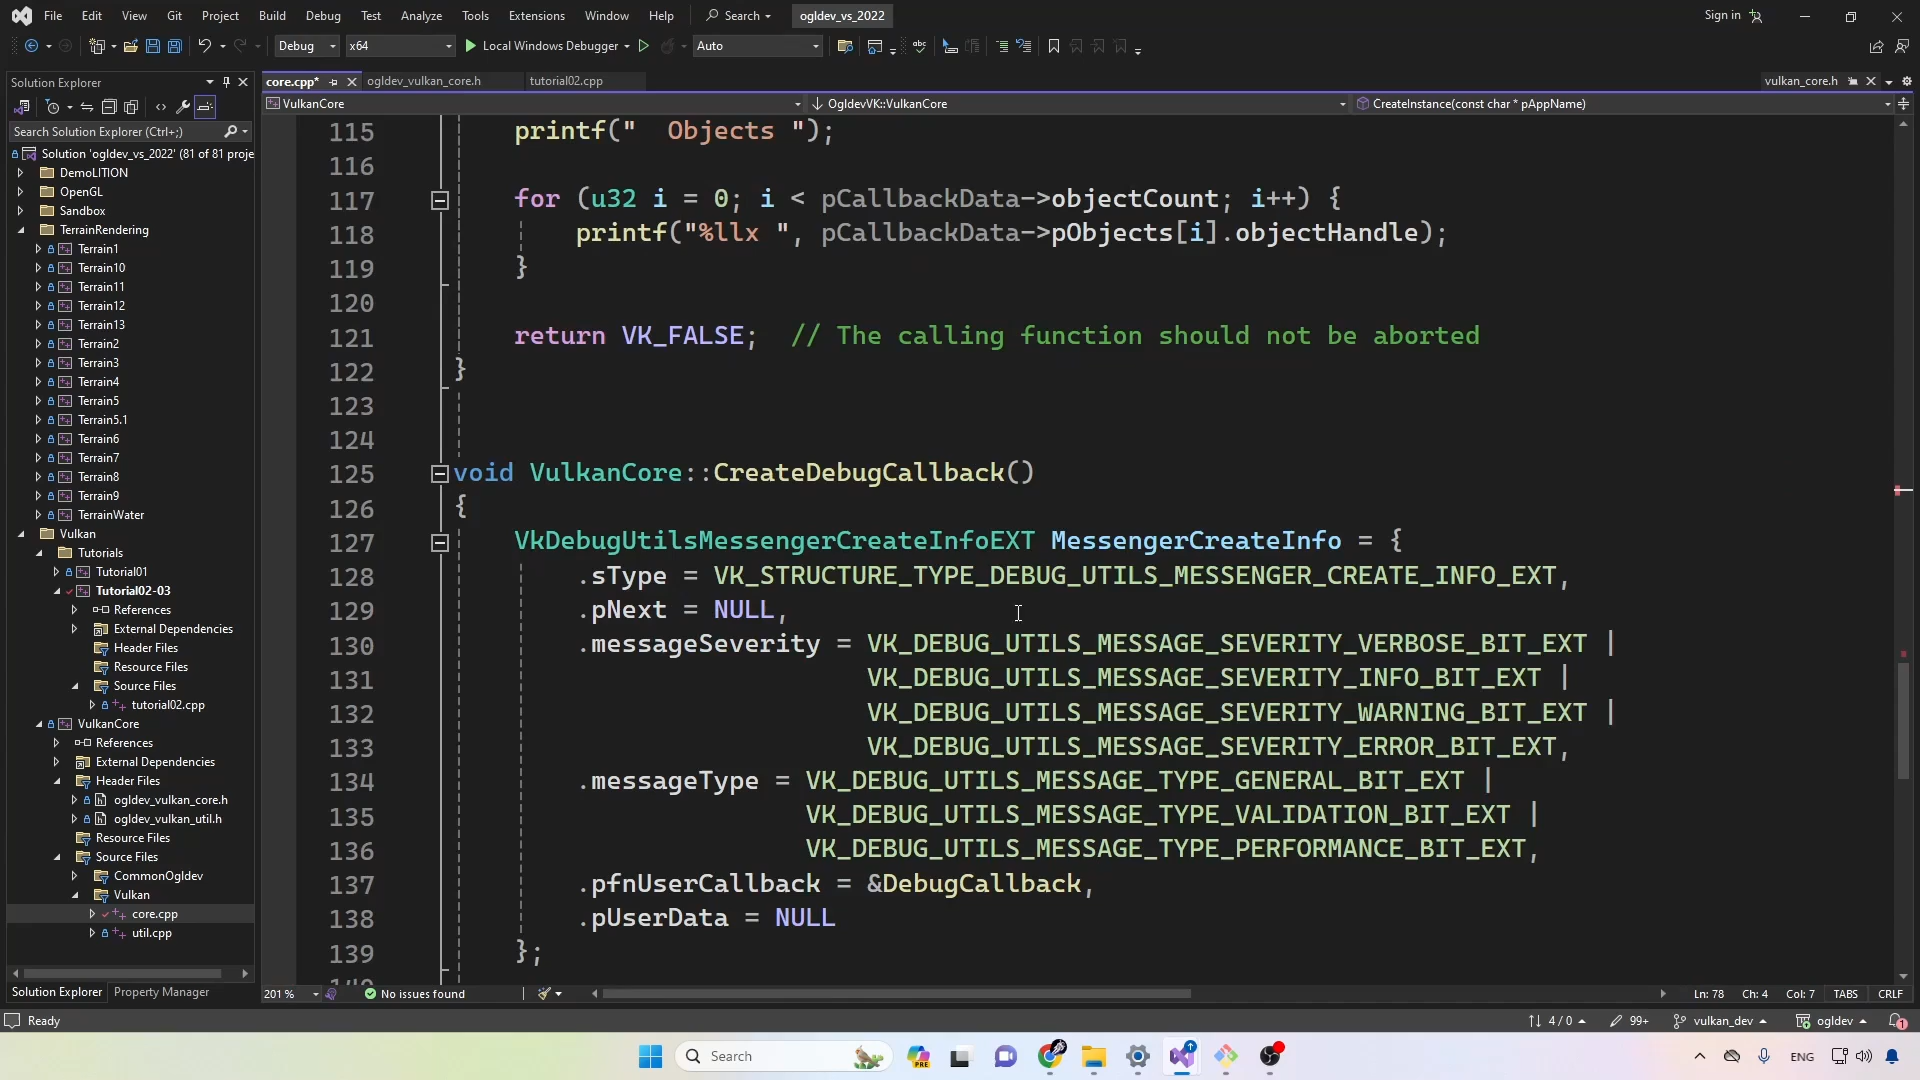 File Edit View Git Project Build Debug Test Analyze Tools Extensions Window Help Search ogldev_vs_2022 Sign in
Debug x64 Local Windows Debugger Auto
Solution Explorer
core.cpp* ogldev_vulkan_core.h tutorial02.cpp vulkan_core.h
VulkanCore OgldevVK::VulkanCore CreateInstance(const char * pAppName)
Search Solution Explorer (Ctrl+;)
Solution 'ogldev_vs_2022' (81 of 81 proje
DemoLITION
OpenGL
Sandbox
TerrainRendering
Terrain1
Terrain10
Terrain11
Terrain12
Terrain13
Terrain2
Terrain3
Terrain4
Terrain5
Terrain5.1
Terrain6
Terrain7
Terrain8
Terrain9
TerrainWater
Vulkan
Tutorials
Tutorial01
Tutorial02-03
References
External Dependencies
Header Files
Resource Files
Source Files
tutorial02.cpp
VulkanCore
References
External Dependencies
Header Files
ogldev_vulkan_core.h
ogldev_vulkan_util.h
Resource Files
Source Files
CommonOgldev
Vulkan
core.cpp
util.cpp
Solution Explorer Property Manager
115 printf("  Objects ");
116
117 for (u32 i = 0; i < pCallbackData->objectCount; i++) {
118 printf("%llx ", pCallbackData->pObjects[i].objectHandle);
119 }
120
121 return VK_FALSE;  // The calling function should not be aborted
122 }
123
124
125 void VulkanCore::CreateDebugCallback()
126 {
127 VkDebugUtilsMessengerCreateInfoEXT MessengerCreateInfo = {
128 .sType = VK_STRUCTURE_TYPE_DEBUG_UTILS_MESSENGER_CREATE_INFO_EXT,
129 .pNext = NULL,
130 .messageSeverity = VK_DEBUG_UTILS_MESSAGE_SEVERITY_VERBOSE_BIT_EXT |
131 VK_DEBUG_UTILS_MESSAGE_SEVERITY_INFO_BIT_EXT |
132 VK_DEBUG_UTILS_MESSAGE_SEVERITY_WARNING_BIT_EXT |
133 VK_DEBUG_UTILS_MESSAGE_SEVERITY_ERROR_BIT_EXT,
134 .messageType = VK_DEBUG_UTILS_MESSAGE_TYPE_GENERAL_BIT_EXT |
135 VK_DEBUG_UTILS_MESSAGE_TYPE_VALIDATION_BIT_EXT |
136 VK_DEBUG_UTILS_MESSAGE_TYPE_PERFORMANCE_BIT_EXT,
137 .pfnUserCallback = &DebugCallback,
138 .pUserData = NULL
139 };
201 % No issues found Ln: 78 Ch: 4 Col: 7 TABS CRLF
Ready 4 / 0 99+ vulkan_dev ogldev 1
Search PRE ENG